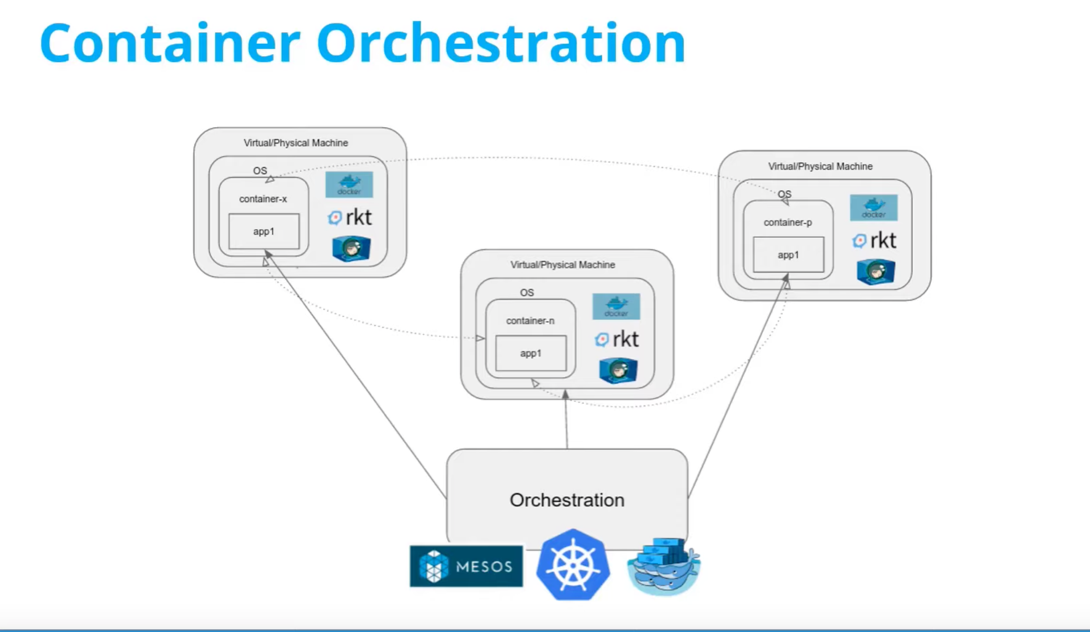 Container Orchestration
Virtual/Physical Machine
OS
container-x
app1
docker
rkt
Virtual/Physical Machine
OS
container-p
app1
docker
rkt
Virtual/Physical Machine
OS
container-n
app1
docker
rkt
Orchestration
MESOS